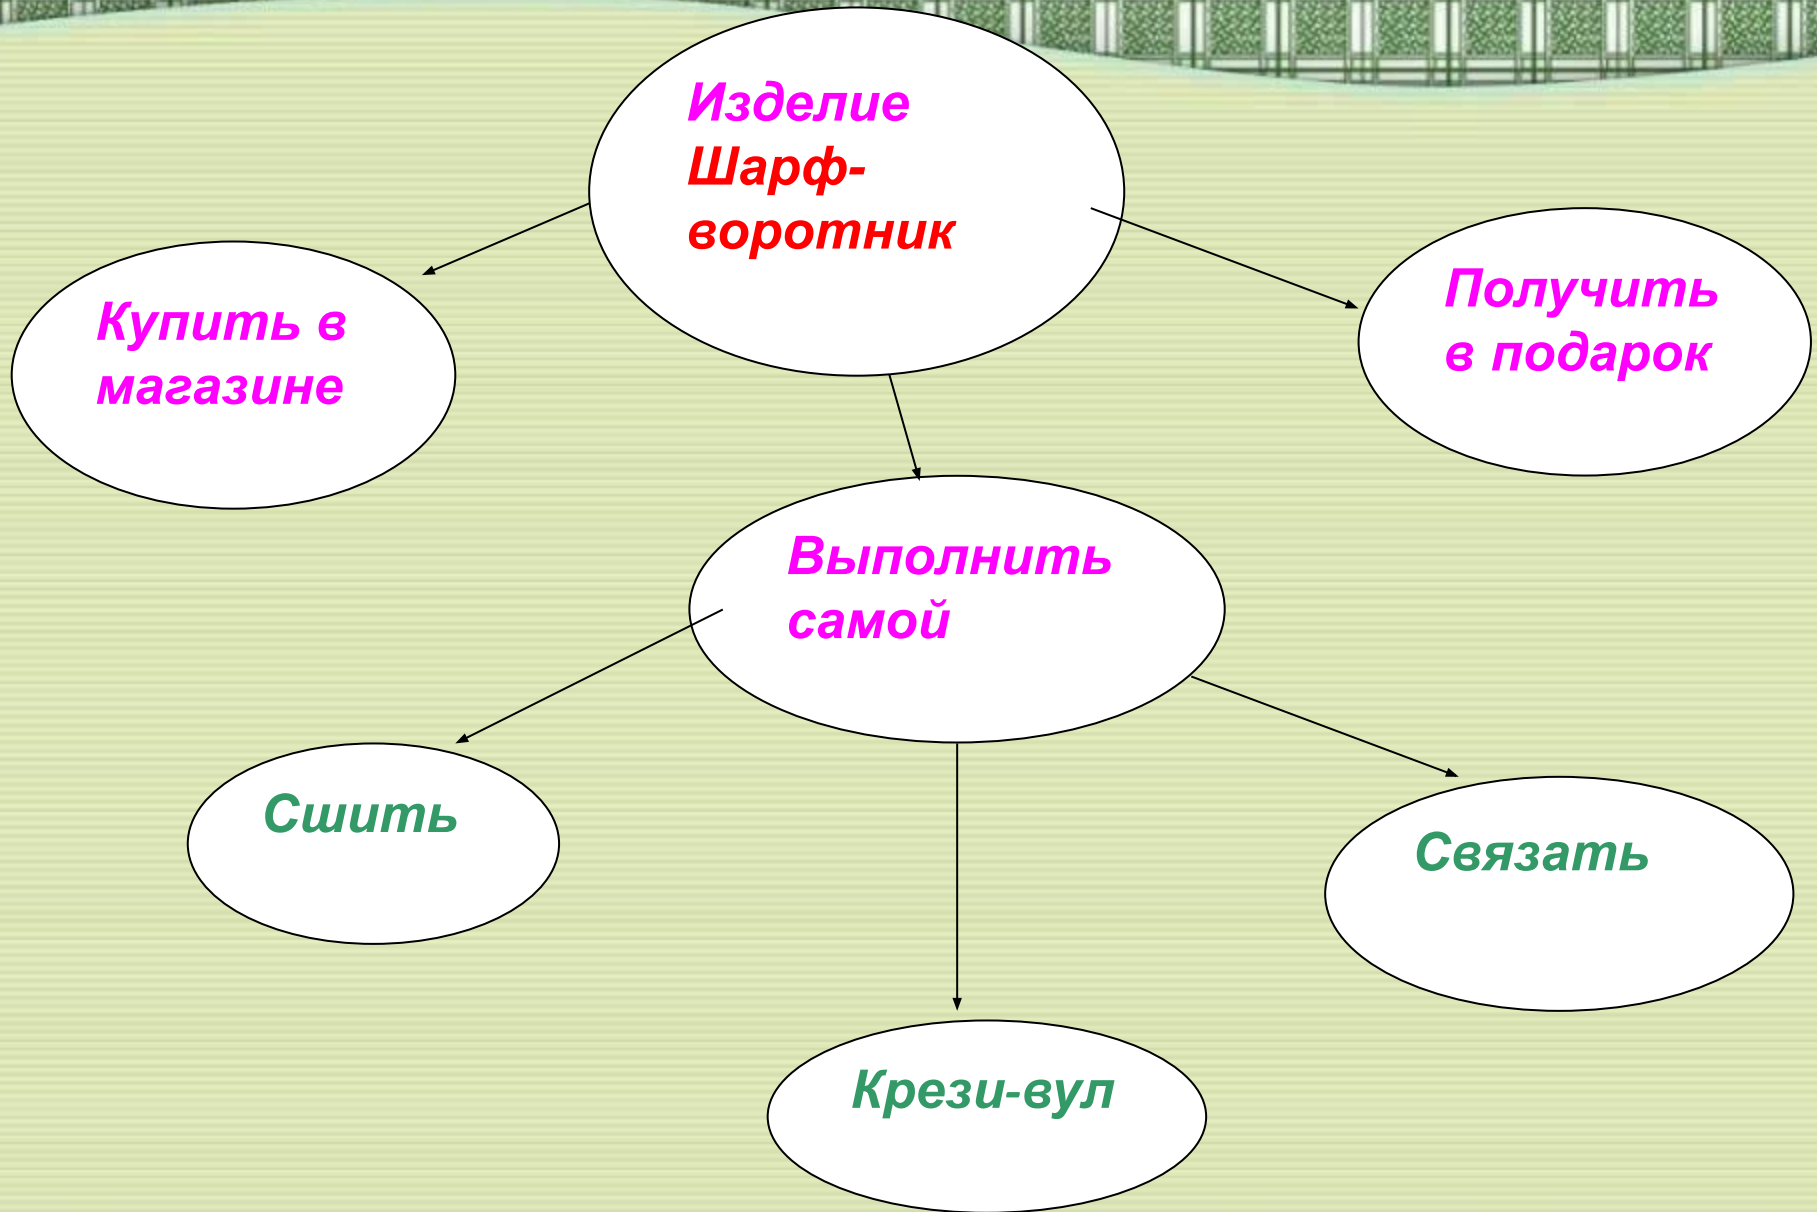 Изделие
Шарф-
воротник
Купить в
магазине
Получить
в подарок
Выполнить
самой
Сшить
Связать
Крези-вул